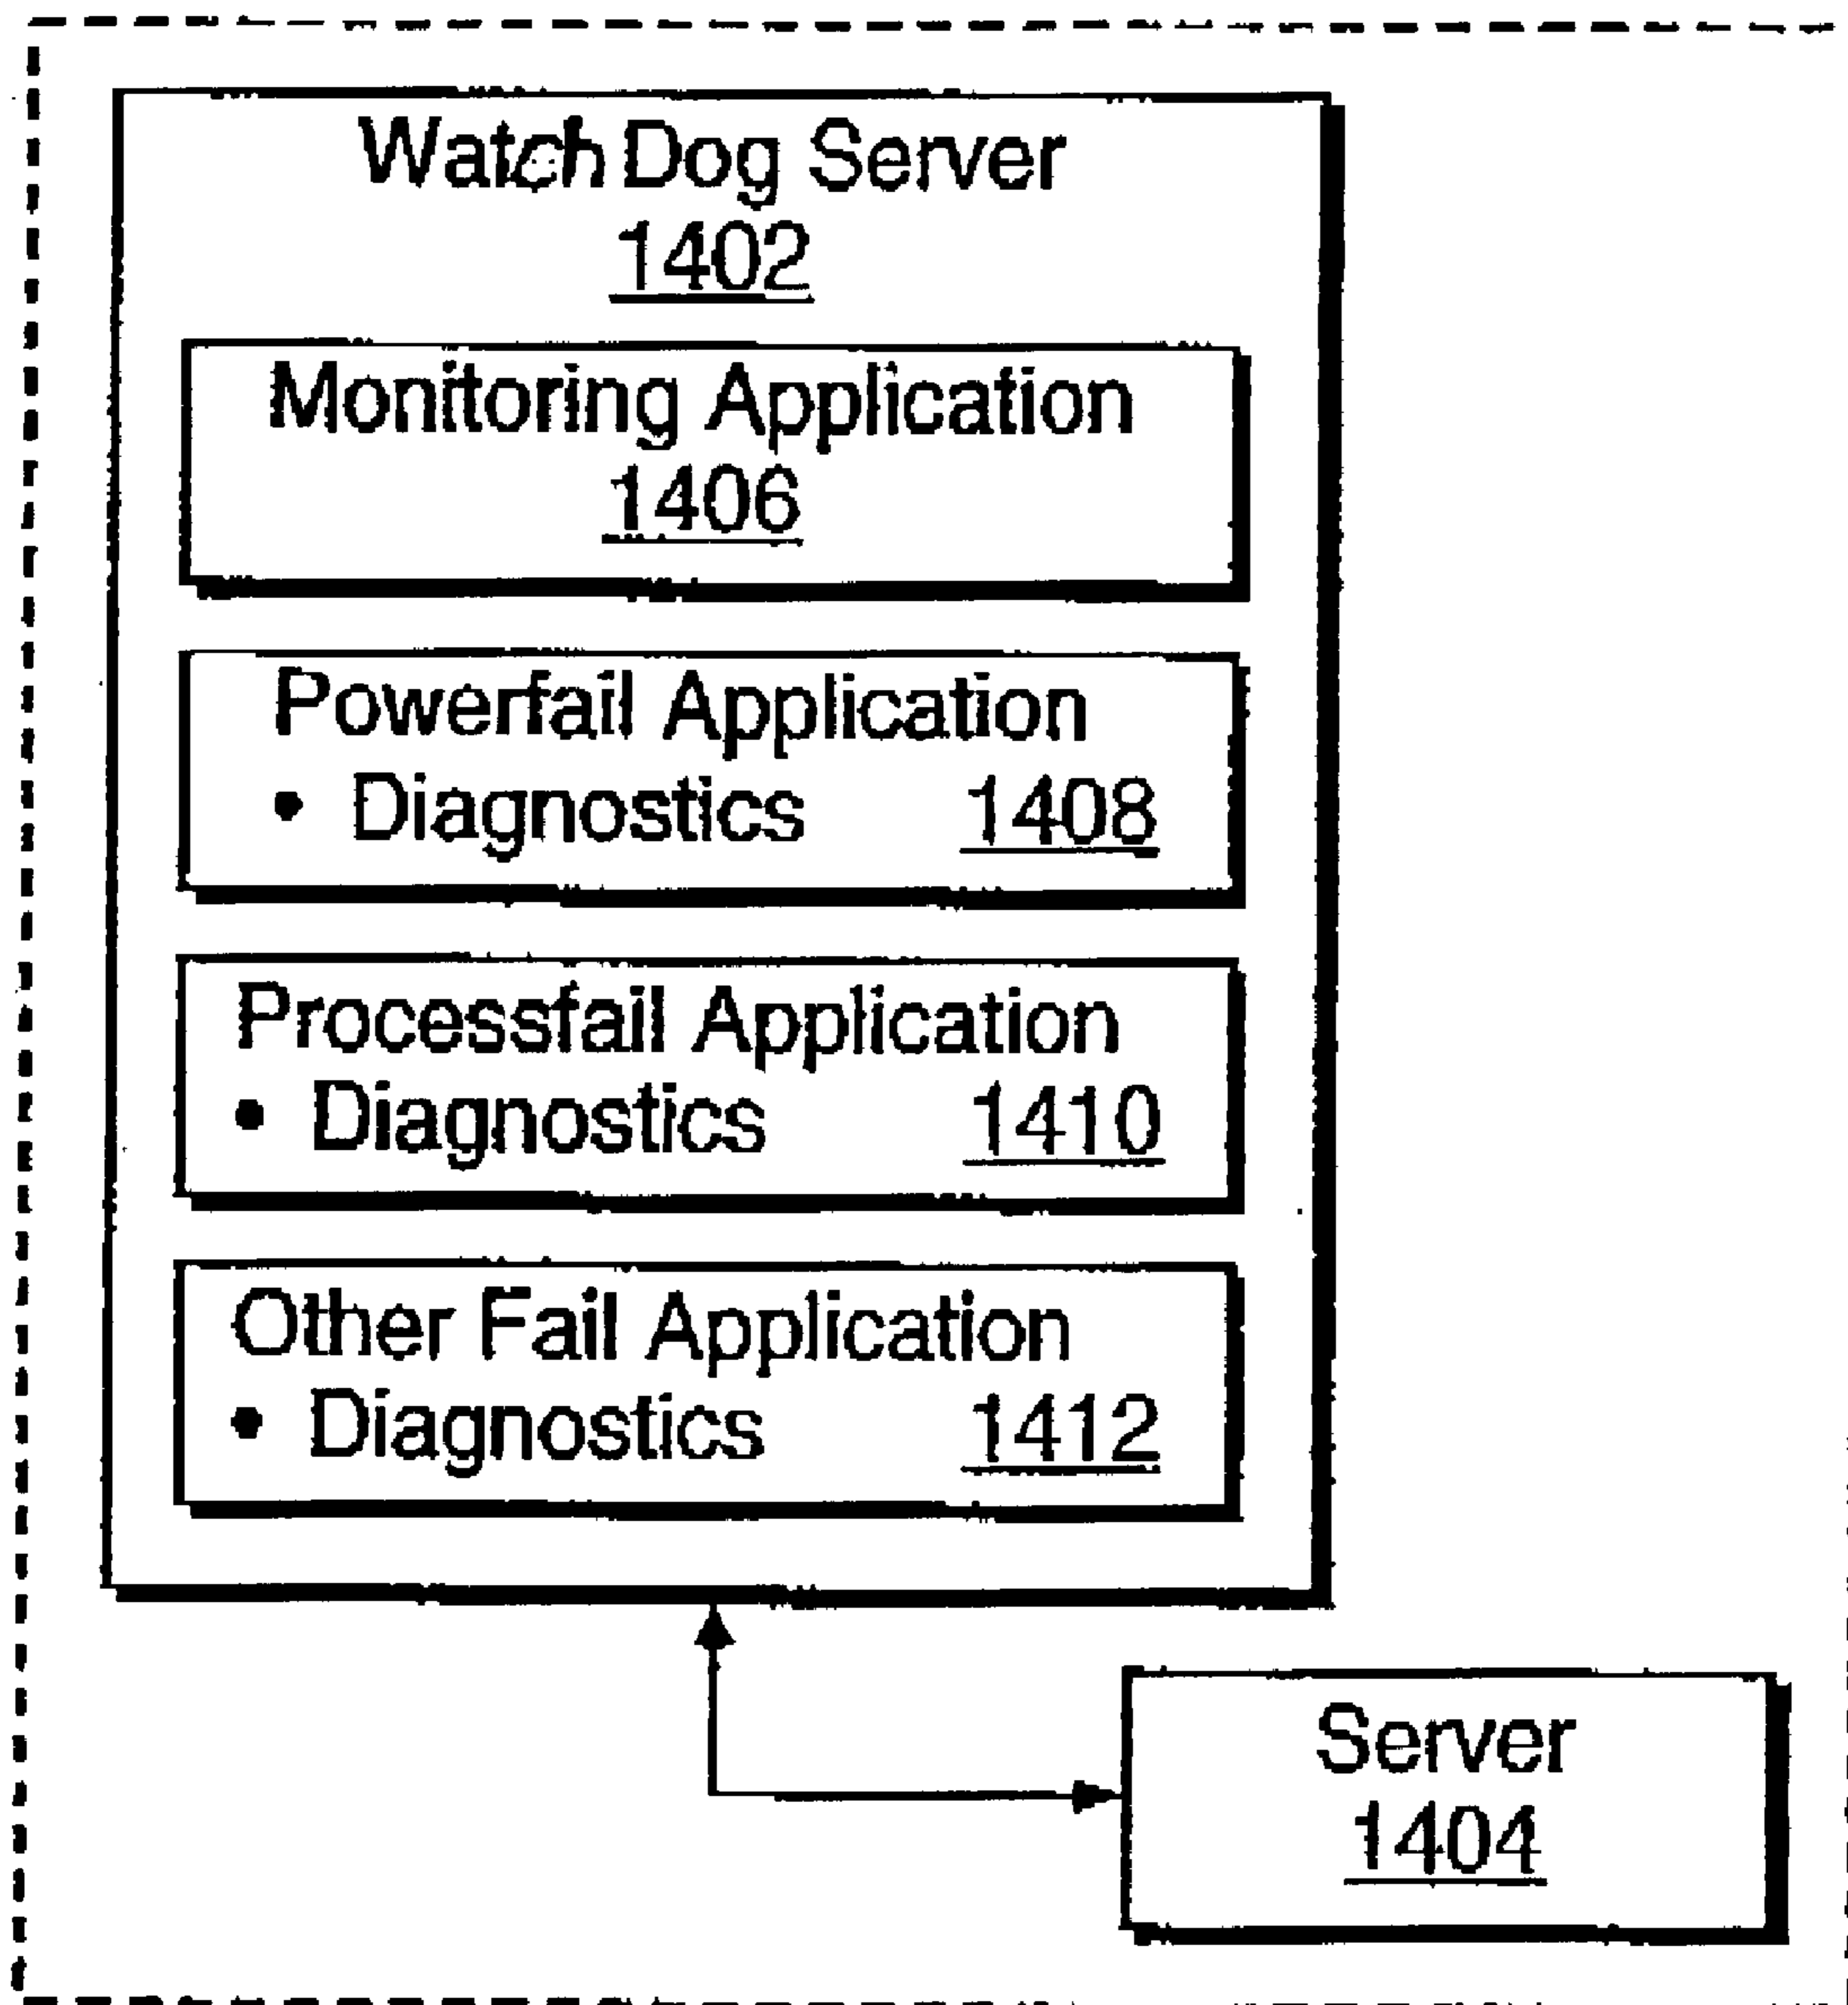 Watch Dog Server
1402
Monitoring Application
1406
Powerfail Application
• Diagnostics 1408
Processfail Application
• Diagnostics 1410
Other Fail Application
• Diagnostics 1412
Server
1404